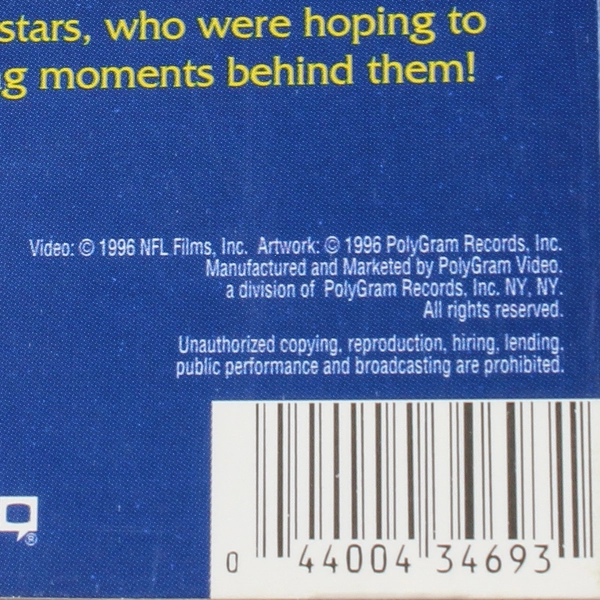 stars, who were hoping to
ng moments behind them!
Video: © 1996 NFL Films, Inc. Artwork: © 1996 PolyGram Records, Inc.
Manufactured and Marketed by PolyGram Video,
a division of PolyGram Records, Inc. NY, NY.
All rights reserved.
Unauthorized copying, reproduction, hiring, lending,
public performance and broadcasting are prohibited.
®
0 44004 34693